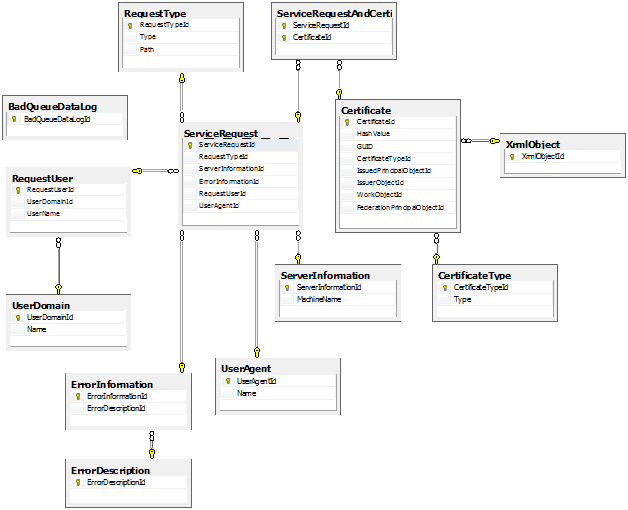 RequestType
RequestTypeId
Type
Path
ServiceRequestAndCerti
ServiceRequestId
CertificateId
BadQueueDataLog
BadQueueDataLogId
ServiceRequest
ServiceRequestId
RequestTypeId
ServerInformationId
ErrorInformationId
RequestUserId
UserAgentId
Certificate
CertificateId
HashValue
GUID
CertificateTypeId
IssuedPrincipalObjectId
IssuerObjectId
WorkObjectId
FederationPrincipalObjectId
XrmlObject
XrmlObjectId
RequestUser
RequestUserId
UserDomainId
UserName
ServerInformation
ServerInformationId
MachineName
CertificateType
CertificateTypeId
Type
UserDomain
UserDomainId
Name
UserAgent
UserAgentId
Name
ErrorInformation
ErrorInformationId
ErrorDescriptionId
ErrorDescription
ErrorDescriptionId